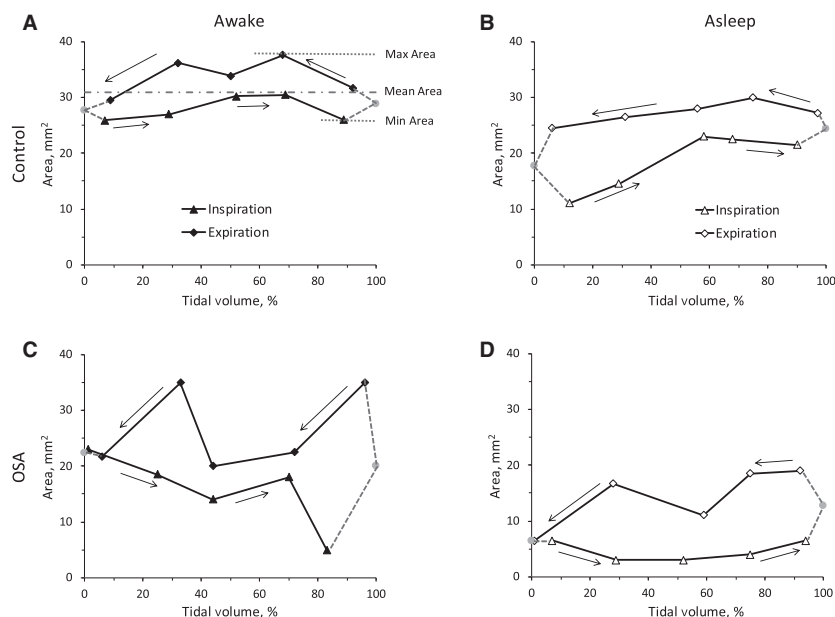 A
Awake
B
Asleep
Control
Area, mm²
40
30
20
10
0
Max Area
Mean Area
Min Area
Inspiration
Expiration
0 20 40 60 80 100
Tidal volume, %
Area, mm²
40
30
20
10
0
Inspiration
Expiration
0 20 40 60 80 100
Tidal volume, %
C
D
OSA
Area, mm²
40
30
20
10
0
0 20 40 60 80 100
Tidal volume, %
Area, mm²
40
30
20
10
0
0 20 40 60 80 100
Tidal volume, %